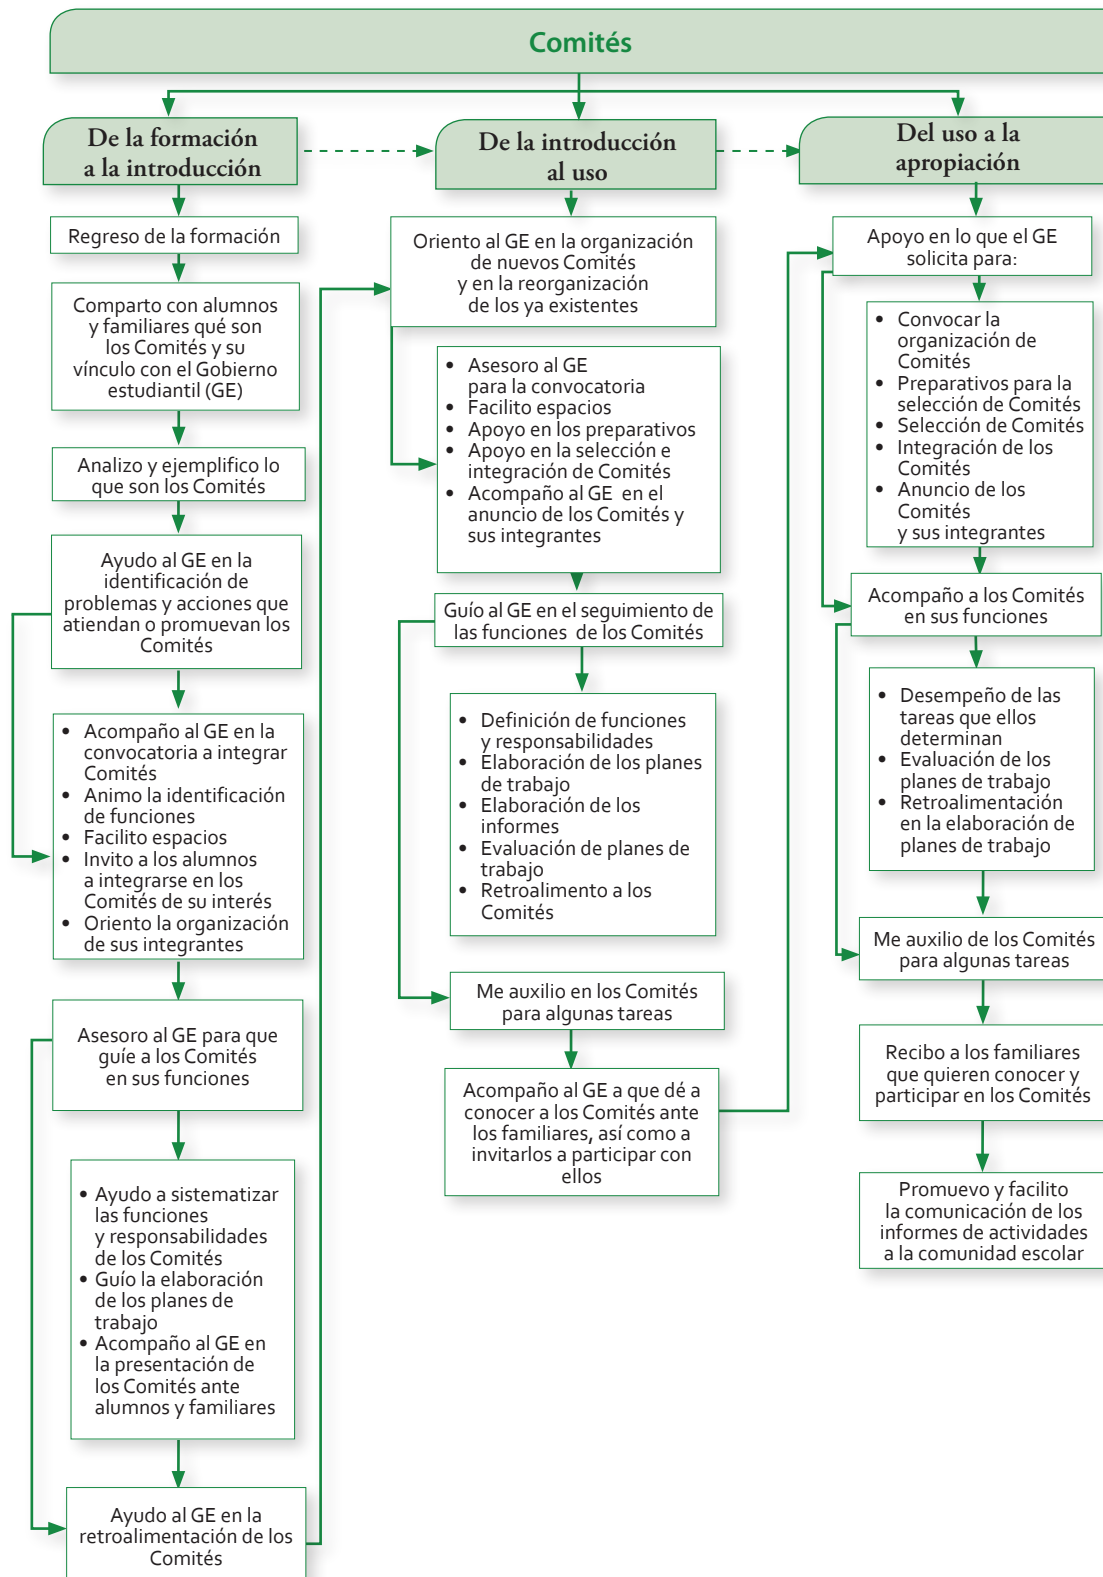 Comités
De la formación
a la introducción
Regreso de la formación
Comparto con alumnos
y familiares qué son
los Comités y su
vínculo con el Gobierno
estudiantil (GE)
Analizo y ejemplifico lo
que son los Comités
Ayudo al GE en la
identificación de
problemas y acciones que
atiendan o promuevan los
Comités
• Acompaño al GE en la
convocatoria a integrar
Comités
• Animo la identificación
de funciones
• Facilito espacios
• Invito a los alumnos
a integrarse en los
Comités de su interés
• Oriento la organización
de sus integrantes
Asesoro al GE para que
guíe a los Comités
en sus funciones
• Ayudo a sistematizar
las funciones
y responsabilidades
de los Comités
• Guío la elaboración
de los planes de
trabajo
• Acompaño al GE en
la presentación de
los Comités ante
alumnos y familiares
Ayudo al GE en la
retroalimentación de los
Comités
De la introducción
al uso
Oriento al GE en la organización
de nuevos Comités
y en la reorganización
de los ya existentes
• Asesoro al GE
para la convocatoria
• Facilito espacios
• Apoyo en los preparativos
• Apoyo en la selección e
integración de Comités
• Acompaño al GE en el
anuncio de los Comités y
sus integrantes
Guío al GE en el seguimiento de
las funciones de los Comités
• Definición de funciones
y responsabilidades
• Elaboración de los planes
de trabajo
• Elaboración de los
informes
• Evaluación de planes de
trabajo
• Retroalimento a los
Comités
Me auxilio en los Comités
para algunas tareas
Acompaño al GE a que dé a
conocer a los Comités ante
los familiares, así como a
invitarlos a participar con
ellos
Del uso a la
apropiación
Apoyo en lo que el GE
solicita para:
• Convocar la
organización de
Comités
• Preparativos para la
selección de Comités
• Selección de Comités
• Integración de los
Comités
• Anuncio de los
Comités
y sus integrantes
Acompaño a los Comités
en sus funciones
• Desempeño de las
tareas que ellos
determinan
• Evaluación de los
planes de trabajo
• Retroalimentación
en la elaboración de
planes de trabajo
Me auxilio de los Comités
para algunas tareas
Recibo a los familiares
que quieren conocer y
participar en los Comités
Promuevo y facilito
la comunicación de los
informes de actividades
a la comunidad escolar